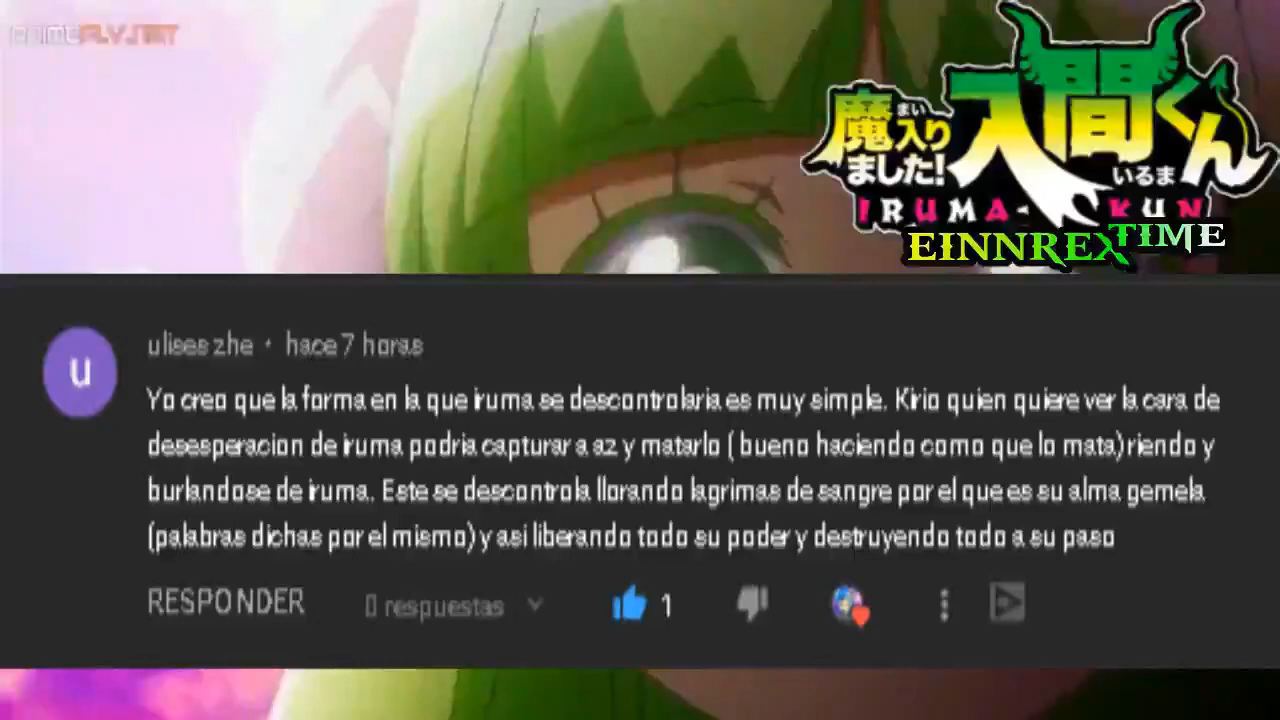 ANIMEFLV.NET
魔入り
まい
ました!
入間くん
いるま
IRUMA-KUN
EINNREXTIME
u
ulises zhe · hace 7 horas
Yo creo que la forma en la que iruma se descontrolaria es muy simple. Kirio quien quiere ver la cara de
desesperacion de iruma podria capturar a az y matarlo ( bueno haciendo como que lo mata) riendo y
burlandose de iruma. Este se descontrola llorando lagrimas de sangre por el que es su alma gemela
(palabras dichas por el mismo) y asi liberando todo su poder y destruyendo todo a su paso
RESPONDER
0 respuestas
1